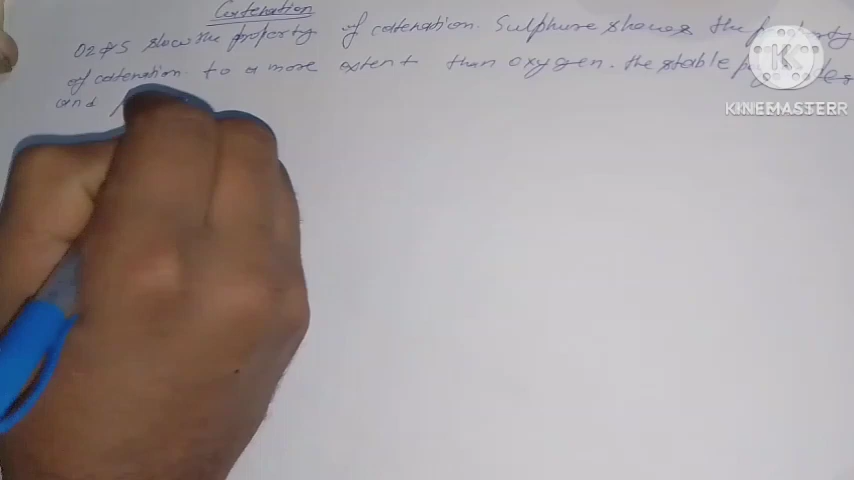 Catenation
O2 & S show the property of catenation. Sulphure shows the property
of catenation to a more extent than oxygen. The stable
and
KINEMASTER